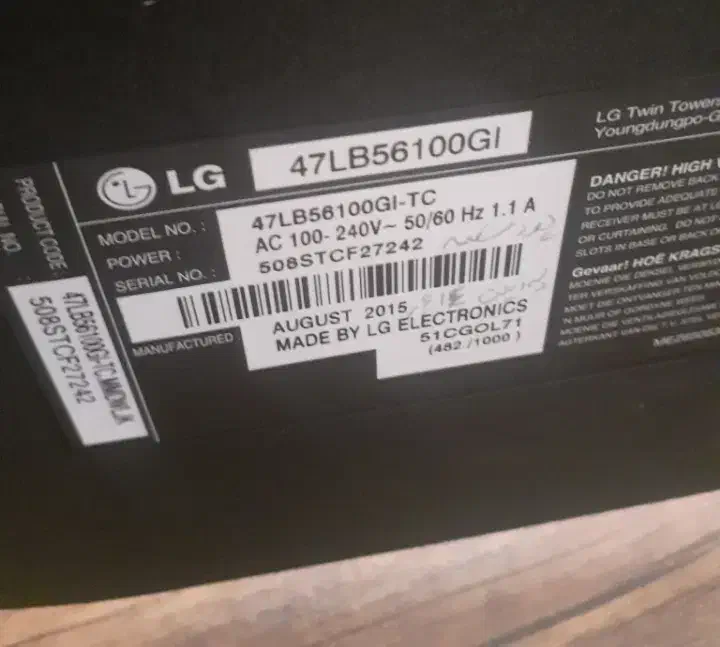 LG Twin Tower
Youngdungpo-G
LG
47LB56100GI
MODEL NO. :
47LB56100GI-TC
POWER :
AC 100- 240V~ 50/60 Hz 1.1 A
SERIAL NO. :
508STCF27242
MANUFACTURED
AUGUST 2015
MADE BY LG ELECTRONICS
51CGOL71
(482 /1000 )
PRODUCT CODE :
508STCF27242
DANGER! HIGH
DO NOT REMOVE BACK
TO PROVIDE ADEQUATE
RECEIVER MUST BE AT
OR CURTAINING. DO NO
SLOTS IN BASE OR BACK
Gevaar! HOË KRAGS